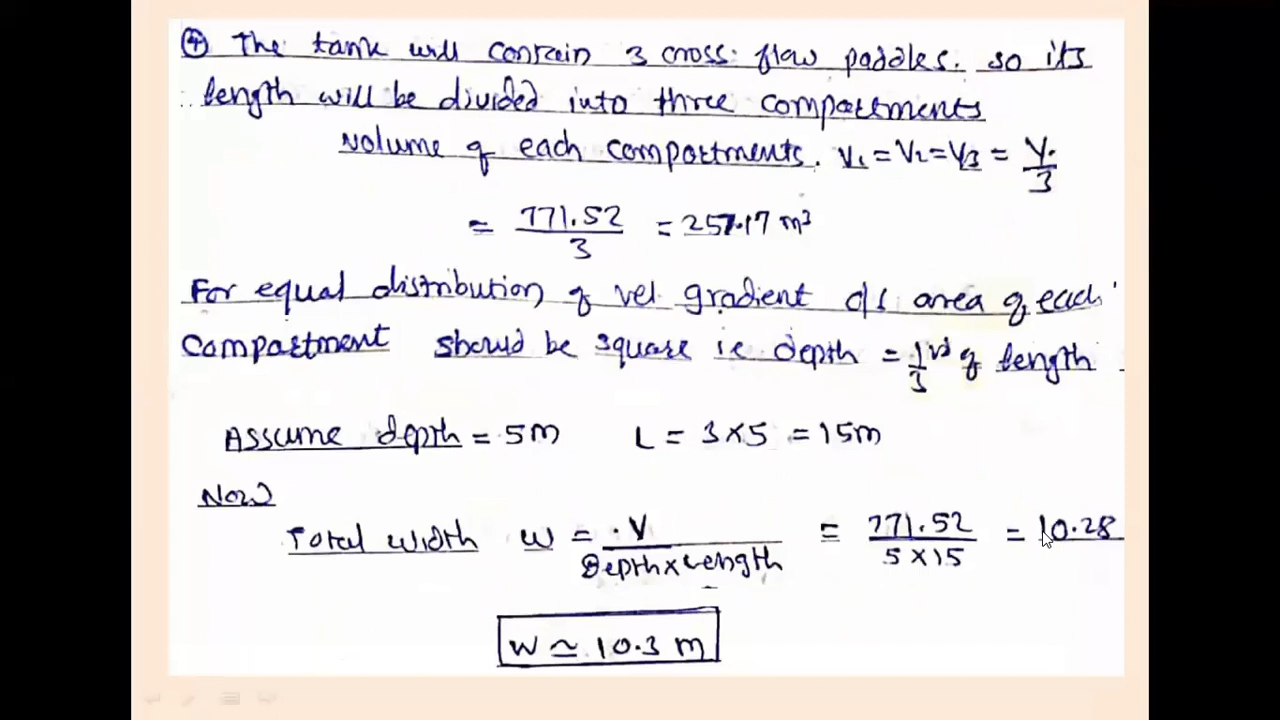 ④ The tank will contain 3 cross flow paddles. so its
length will be divided into three compartments
Volume of each compartments. V₁ = V₂ = V₃ = V/3
= 771.52/3 = 257.17 m³
For equal distribution of vel. gradient c/s area of each
compartment should be square ie depth = 1/3 rd of length
Assume depth = 5m L = 3×5 = 15m
Now
Total width W = V/Depth×Length = 771.52/5×15 = 10.28
W ≃ 10.3 m